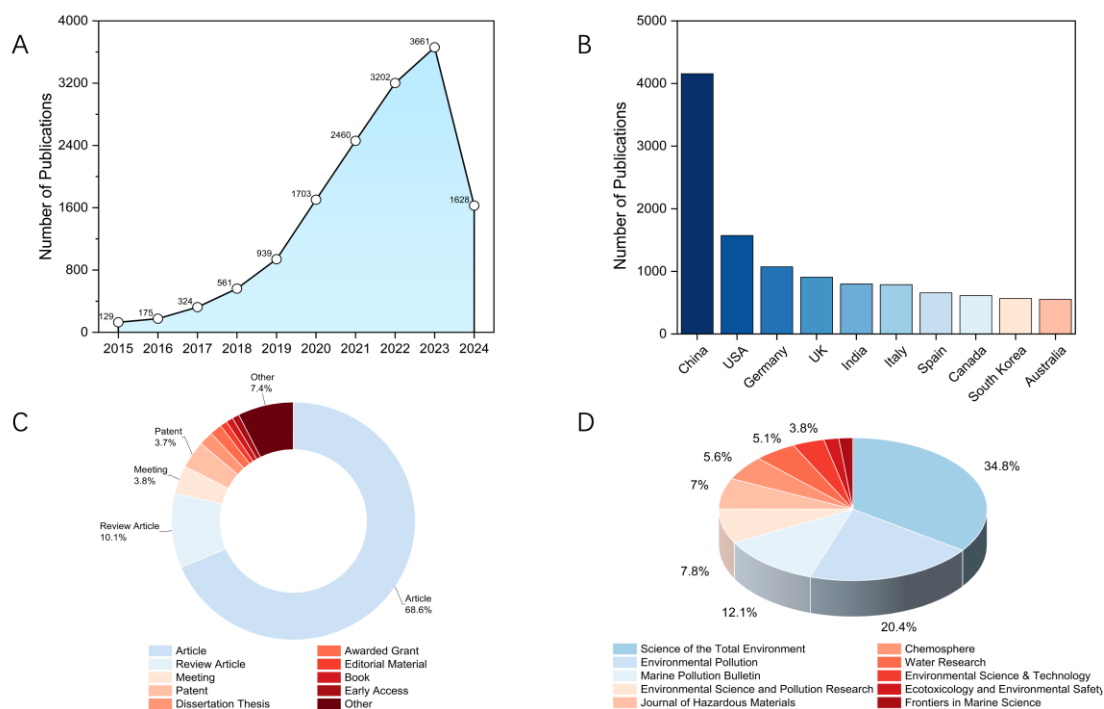 A
Number of Publications
4000
3200
2400
1600
800
0
129
175
324
561
939
1703
2460
3202
3661
1628
2015 2016 2017 2018 2019 2020 2021 2022 2023 2024
B
Number of Publications
5000
4000
3000
2000
1000
0
China USA Germany UK India Italy Spain Canada South Korea Australia
C
Other
7.4%
Patent
3.7%
Meeting
3.8%
Review Article
10.1%
Article
68.6%
Article
Review Article
Meeting
Patent
Dissertation Thesis
Awarded Grant
Editorial Material
Book
Early Access
Other
D
3.8%
5.1%
5.6%
7%
7.8%
12.1%
20.4%
34.8%
Science of the Total Environment
Environmental Pollution
Marine Pollution Bulletin
Environmental Science and Pollution Research
Journal of Hazardous Materials
Chemosphere
Water Research
Environmental Science & Technology
Ecotoxicology and Environmental Safety
Frontiers in Marine Science